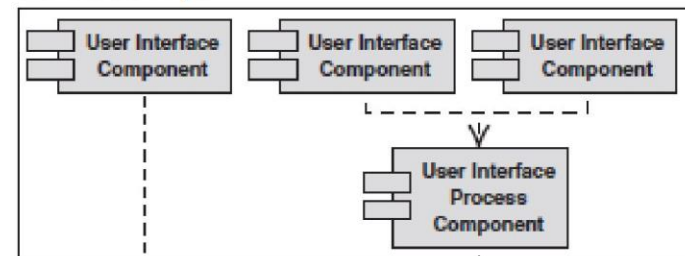 User Interface
Component
User Interface
Component
User Interface
Component
User Interface
Process
Component